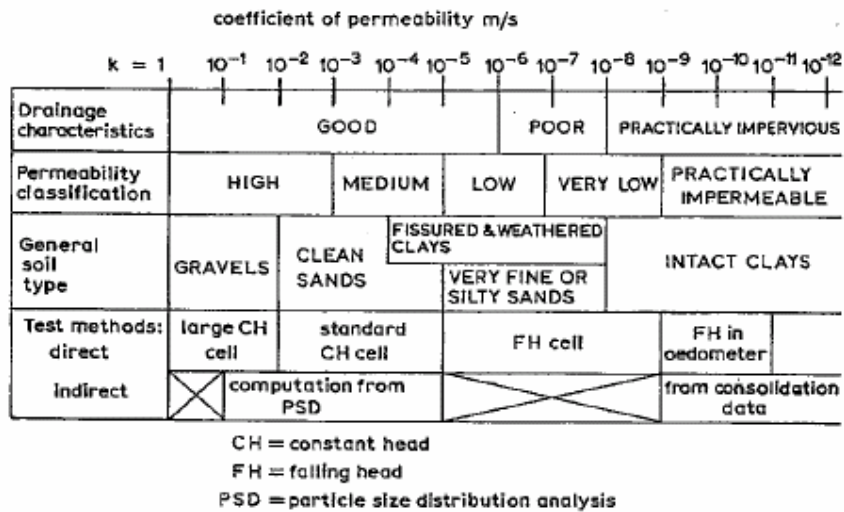 coefficient of permeability m/s
k = 1 10⁻¹ 10⁻² 10⁻³ 10⁻⁴ 10⁻⁵ 10⁻⁶ 10⁻⁷ 10⁻⁸ 10⁻⁹ 10⁻¹⁰ 10⁻¹¹ 10⁻¹²
Drainage
characteristics
GOOD
POOR
PRACTICALLY IMPERVIOUS
Permeability
classification
HIGH
MEDIUM
LOW
VERY LOW
PRACTICALLY
IMPERMEABLE
General
soil
type
GRAVELS
CLEAN
SANDS
FISSURED & WEATHERED
CLAYS
VERY FINE OR
SILTY SANDS
INTACT CLAYS
Test methods:
direct
large CH
cell
standard
CH cell
FH cell
FH in
oedometer
indirect
computation from
PSD
from consolidation
data
CH = constant head
FH = falling head
PSD = particle size distribution analysis